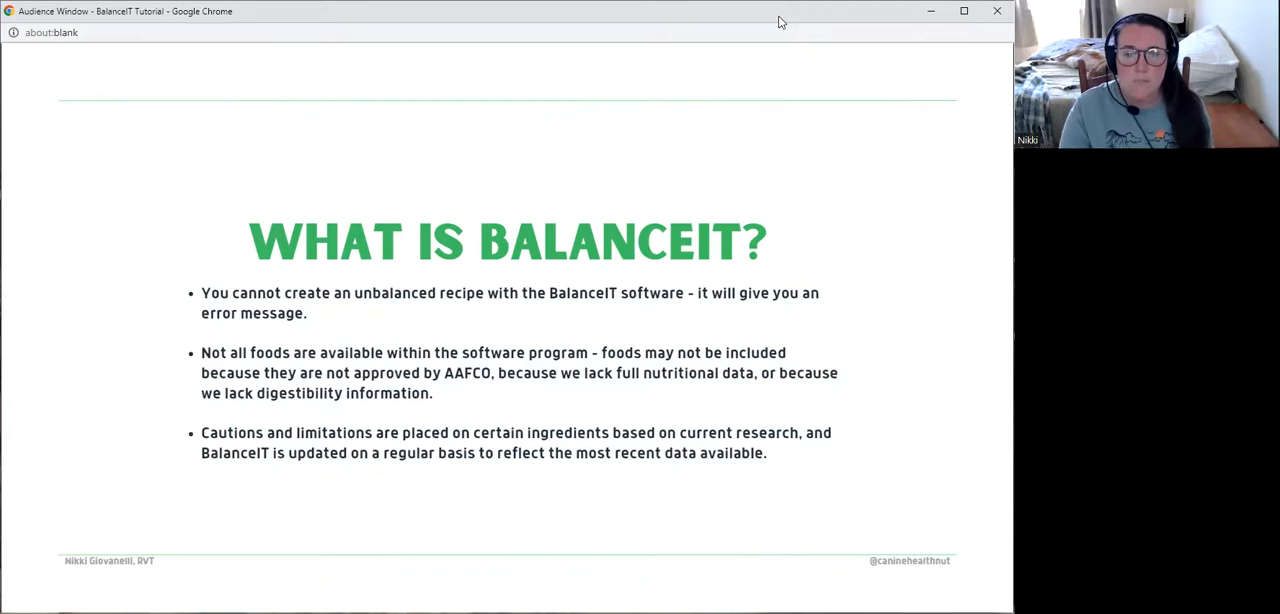 Audience Window - BalanceIT Tutorial - Google Chrome
about:blank
WHAT IS BALANCEIT?
• You cannot create an unbalanced recipe with the BalanceIT software - it will give you an
error message.
• Not all foods are available within the software program - foods may not be included
because they are not approved by AAFCO, because we lack full nutritional data, or because
we lack digestibility information.
• Cautions and limitations are placed on certain ingredients based on current research, and
BalanceIT is updated on a regular basis to reflect the most recent data available.
Nikki Giovanelli, RVT
@caninehealthnut
Nikki